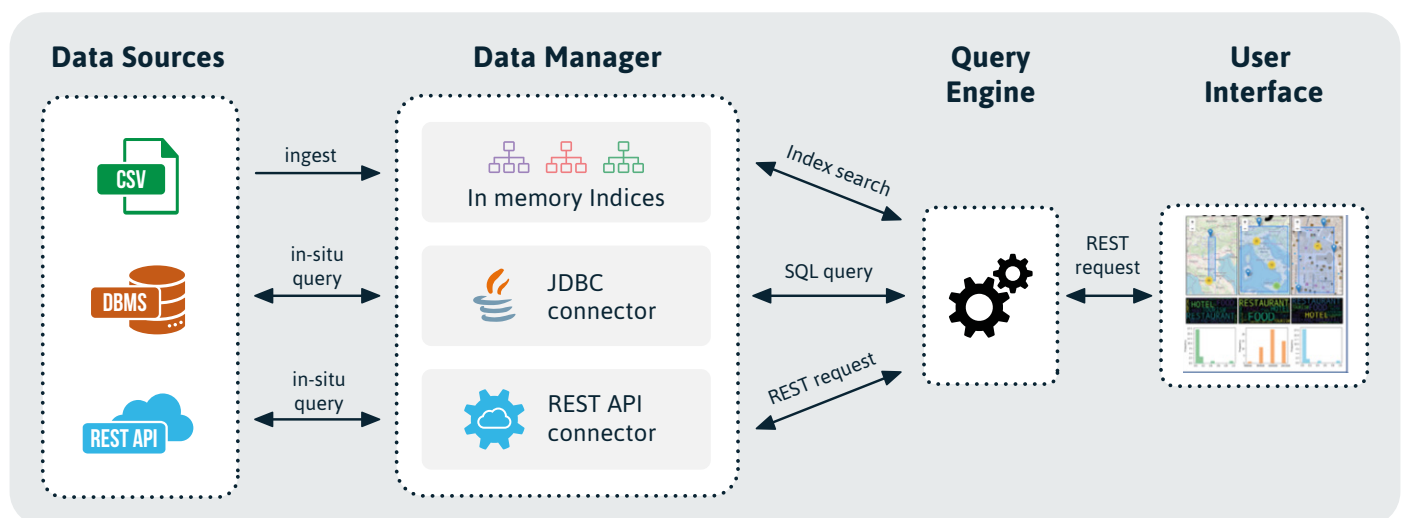 Data Sources
Data Manager
Query
Engine
User
Interface
CSV
ingest
In memory Indices
Index search
DBMS
in-situ
query
JDBC
connector
SQL query
REST
request
REST API
in-situ
query
REST API
connector
REST request
HOTEL
RESTAURANT
RESTAURANT
FOOD
MOTEL